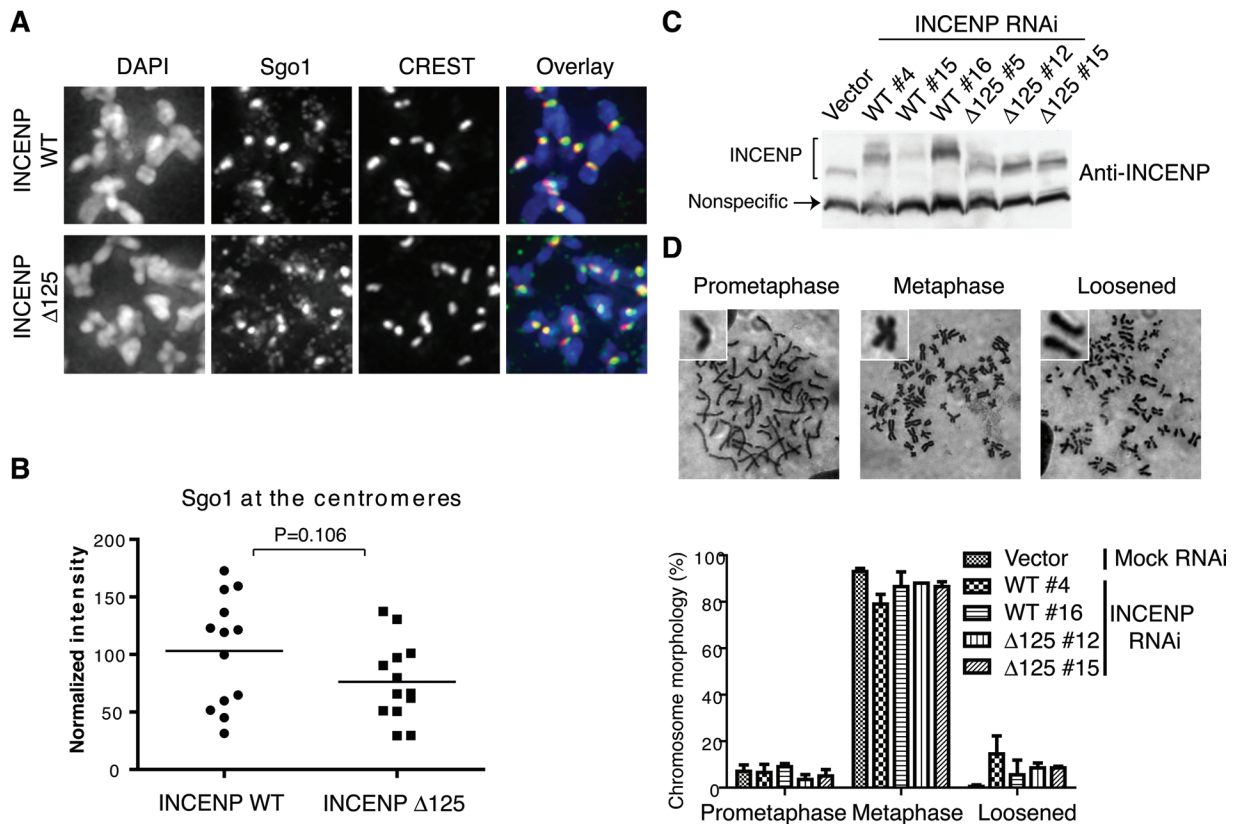 A
DAPI Sgo1 CREST Overlay
INCENP
WT
INCENP
Δ125
B
Sgo1 at the centromeres
P=0.106
Normalized intensity
200
150
100
50
0
INCENP WT INCENP Δ125
C
INCENP RNAi
Vector WT #4 WT #15 WT #16 Δ125 #5 Δ125 #12 Δ125 #15
INCENP
Anti-INCENP
Nonspecific
D
Prometaphase Metaphase Loosened
Chromosome morphology (%)
100
80
60
40
20
0
Prometaphase Metaphase Loosened
Vector Mock RNAi
WT #4
WT #16
Δ125 #12
Δ125 #15
INCENP
RNAi